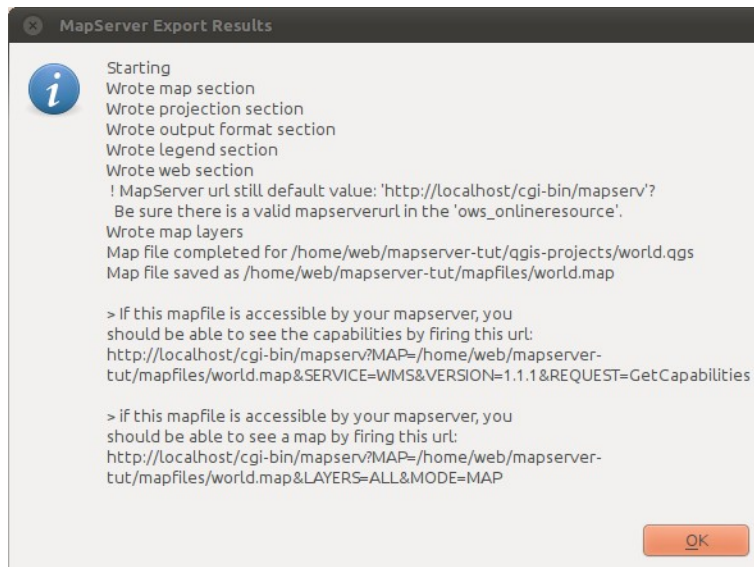 MapServer Export Results
Starting
Wrote map section
Wrote projection section
Wrote output format section
Wrote legend section
Wrote web section
! MapServer url still default value: 'http://localhost/cgi-bin/mapserv'?
Be sure there is a valid mapserverurl in the 'ows_onlineresource'.
Wrote map layers
Map file completed for /home/web/mapserver-tut/qgis-projects/world.qgs
Map file saved as /home/web/mapserver-tut/mapfiles/world.map
> If this mapfile is accessible by your mapserver, you
should be able to see the capabilities by firing this url:
http://localhost/cgi-bin/mapserv?MAP=/home/web/mapserver-
tut/mapfiles/world.map&SERVICE=WMS&VERSION=1.1.1&REQUEST=GetCapabilities
> if this mapfile is accessible by your mapserver, you
should be able to see a map by firing this url:
http://localhost/cgi-bin/mapserv?MAP=/home/web/mapserver-
tut/mapfiles/world.map&LAYERS=ALL&MODE=MAP
OK